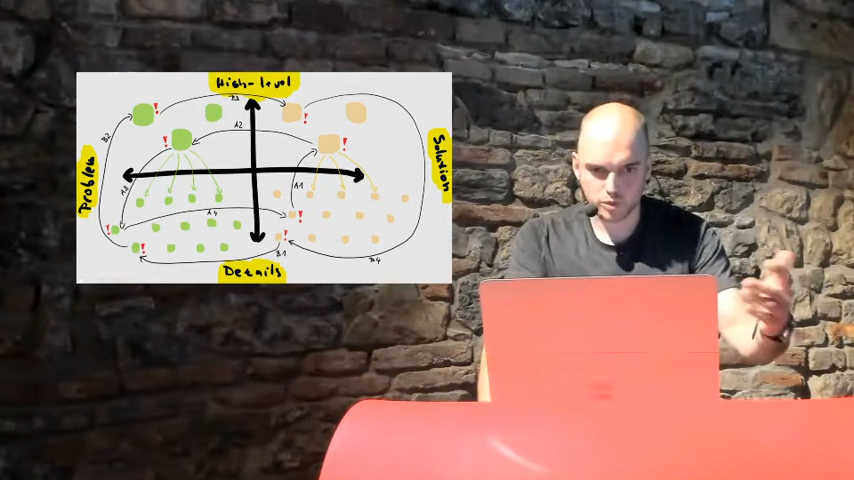 High-level
B3
!
!
A2
!
!
B2
Problem
Solution
A3
A1
A4
!
!
!
!
B1
B4
Details